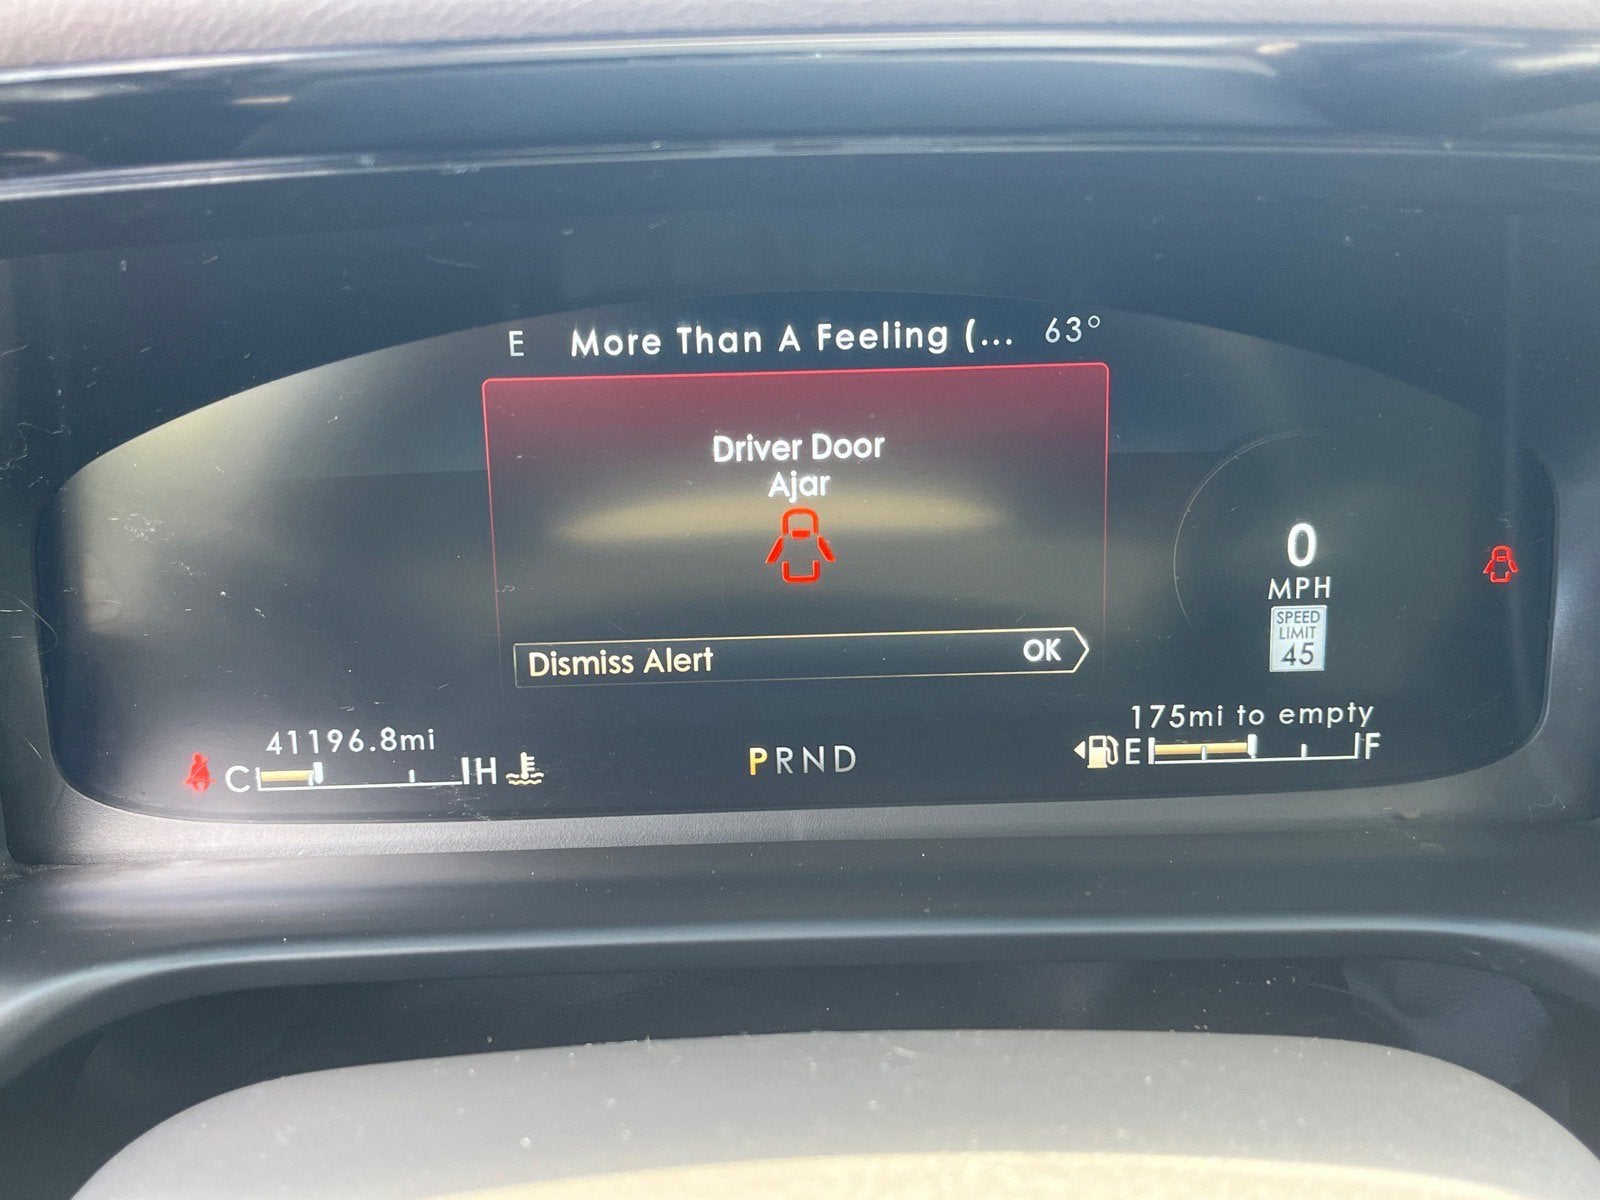 E More Than A Feeling (... 63°
Driver Door
Ajar
Dismiss Alert OK
0
MPH
SPEED
LIMIT
45
41196.8mi
C H
PRND
175mi to empty
E F